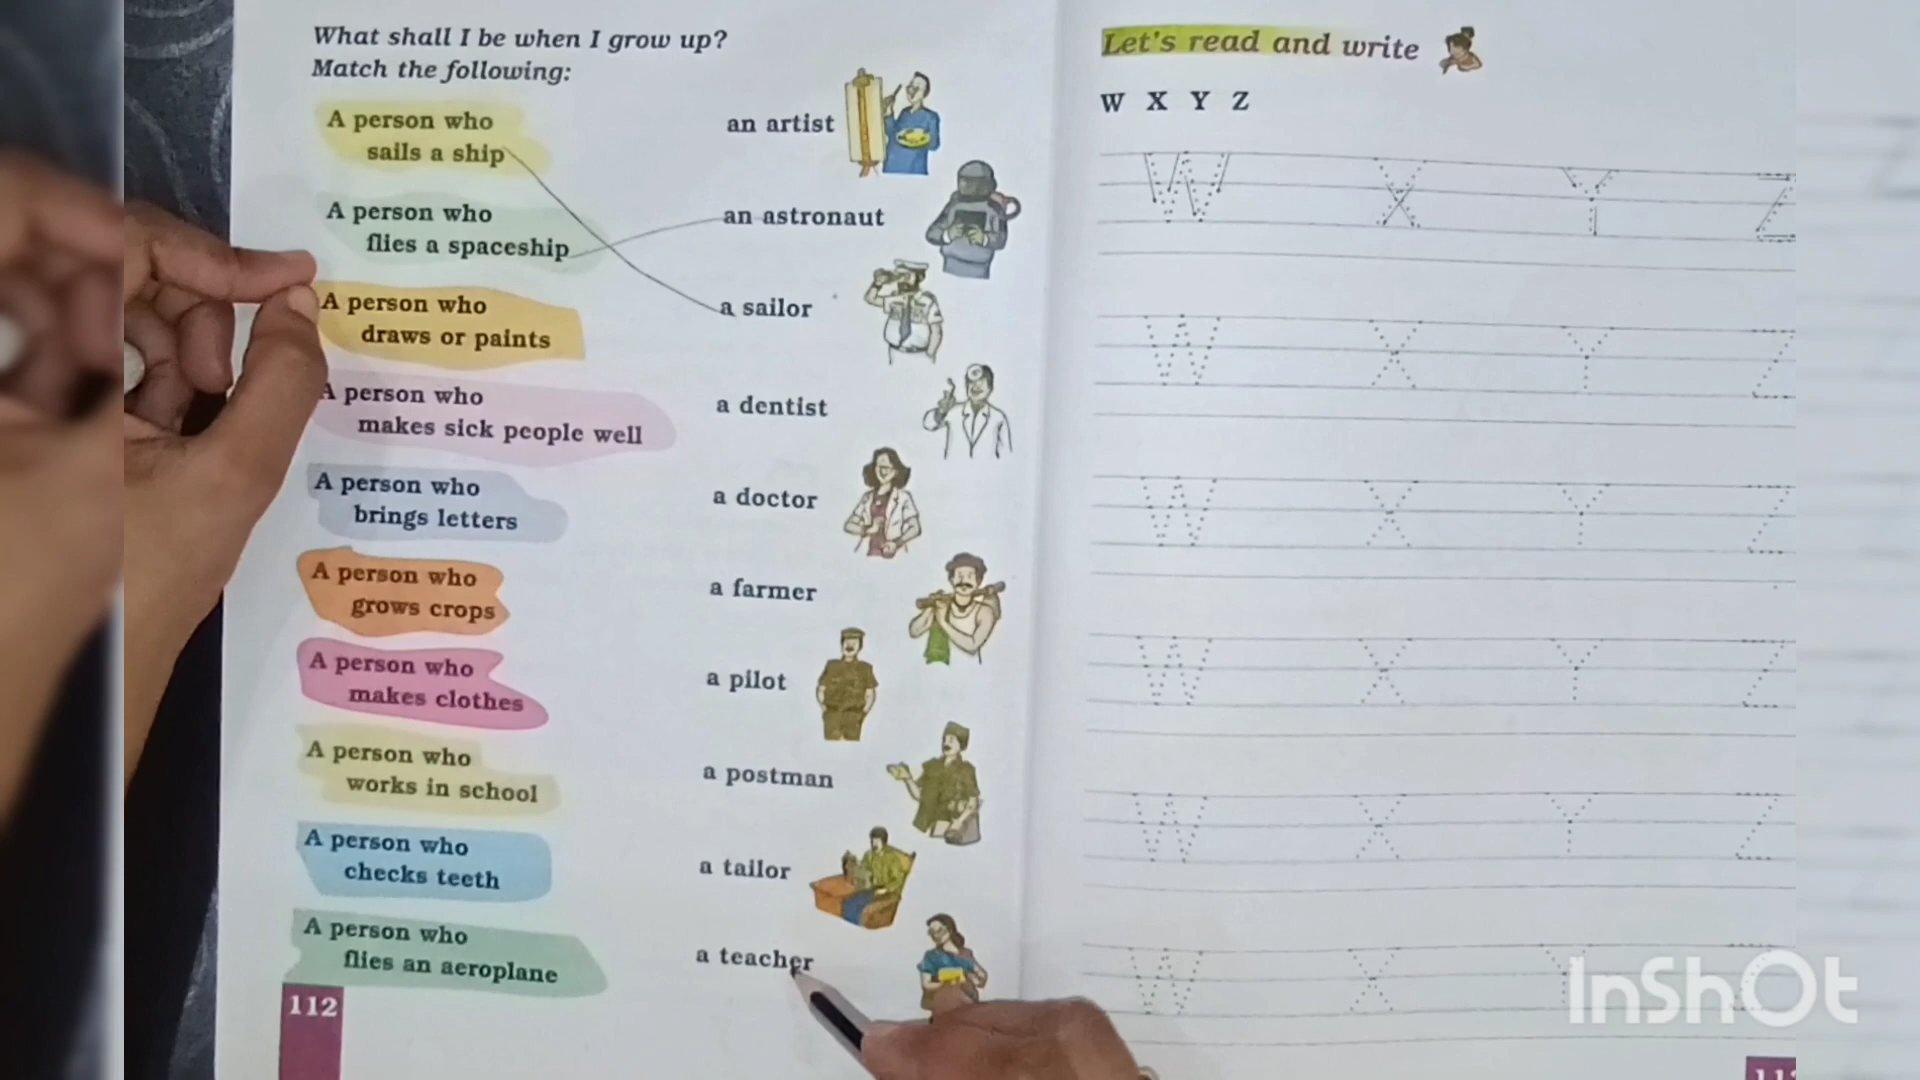 What shall I be when I grow up?
Match the following:
A person who
sails a ship
an artist
A person who
flies a spaceship
an astronaut
A person who
draws or paints
a sailor
A person who
makes sick people well
a dentist
A person who
brings letters
a doctor
A person who
grows crops
a farmer
A person who
makes clothes
a pilot
A person who
works in school
a postman
A person who
checks teeth
a tailor
A person who
flies an aeroplane
a teacher
112
Let's read and write
W X Y Z
W X Y Z
W X Y Z
W X Y Z
W X Y Z
W X Y Z
W X Y
InShOt